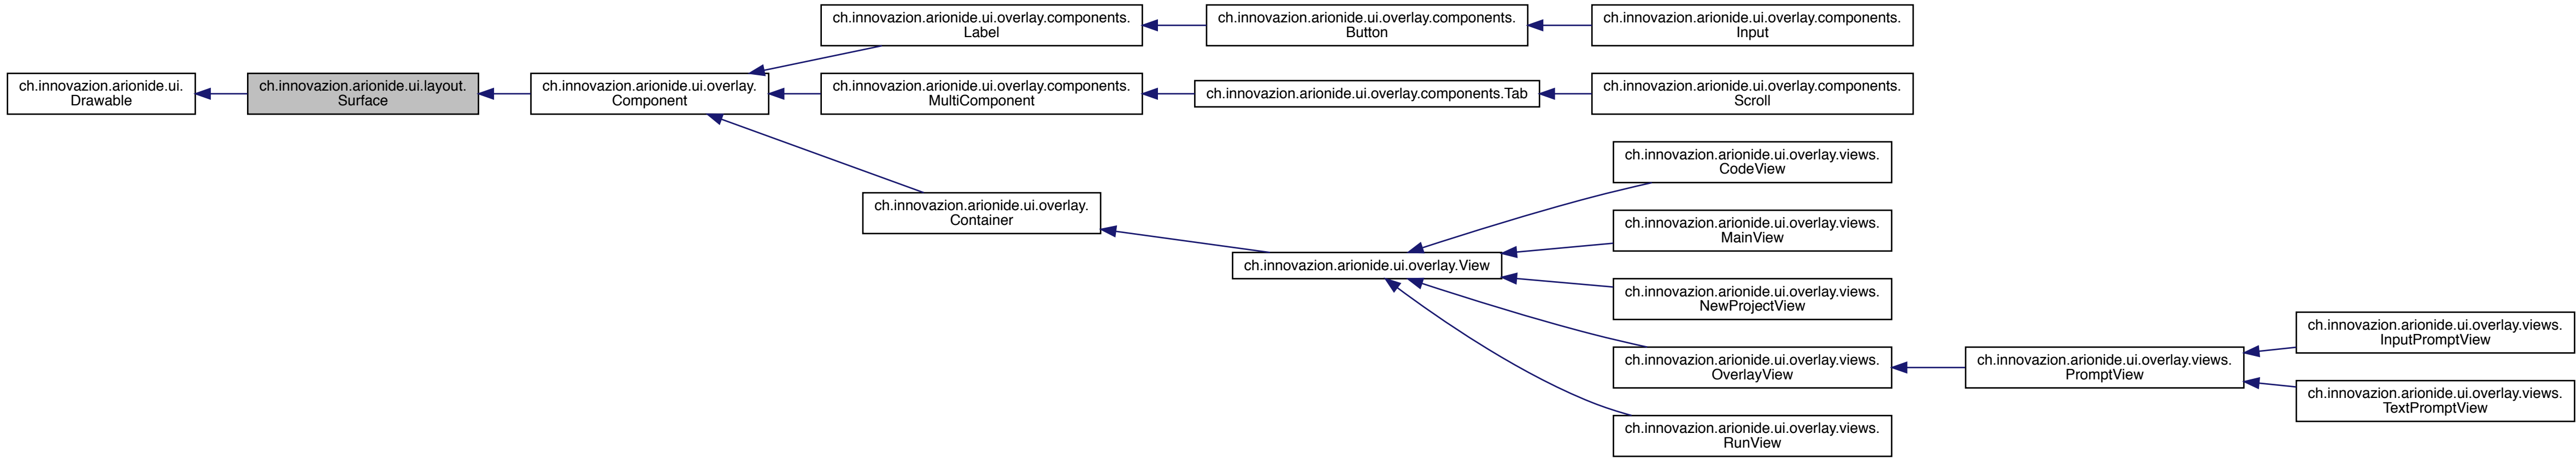 ch.innovazion.arionide.ui.
Drawable
ch.innovazion.arionide.ui.layout.
Surface
ch.innovazion.arionide.ui.overlay.
Component
ch.innovazion.arionide.ui.overlay.components.
Label
ch.innovazion.arionide.ui.overlay.components.
Button
ch.innovazion.arionide.ui.overlay.components.
Input
ch.innovazion.arionide.ui.overlay.components.
MultiComponent
ch.innovazion.arionide.ui.overlay.components.Tab
ch.innovazion.arionide.ui.overlay.components.
Scroll
ch.innovazion.arionide.ui.overlay.
Container
ch.innovazion.arionide.ui.overlay.View
ch.innovazion.arionide.ui.overlay.views.
CodeView
ch.innovazion.arionide.ui.overlay.views.
MainView
ch.innovazion.arionide.ui.overlay.views.
NewProjectView
ch.innovazion.arionide.ui.overlay.views.
OverlayView
ch.innovazion.arionide.ui.overlay.views.
RunView
ch.innovazion.arionide.ui.overlay.views.
PromptView
ch.innovazion.arionide.ui.overlay.views.
InputPromptView
ch.innovazion.arionide.ui.overlay.views.
TextPromptView